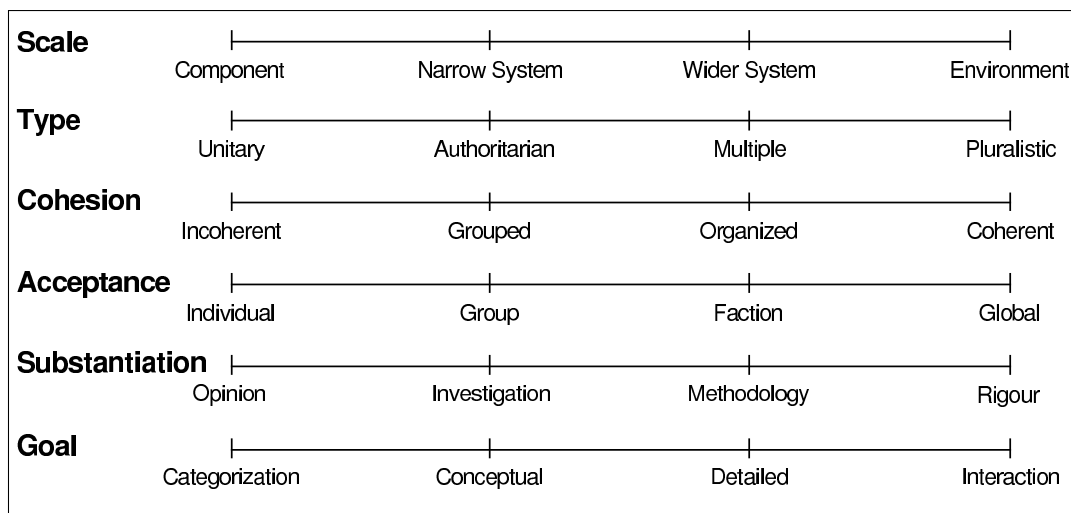 Scale
Component Narrow System Wider System Environment
Type
Unitary Authoritarian Multiple Pluralistic
Cohesion
Incoherent Grouped Organized Coherent
Acceptance
Individual Group Faction Global
Substantiation
Opinion Investigation Methodology Rigour
Goal
Categorization Conceptual Detailed Interaction